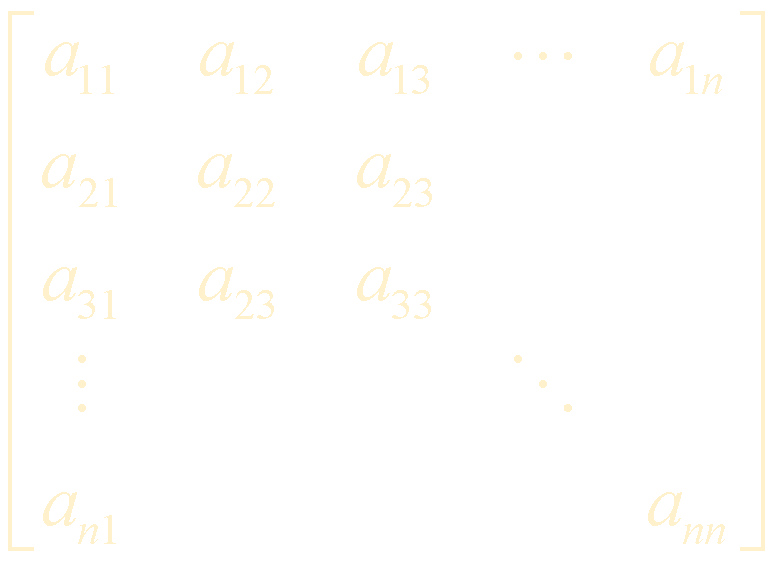 a₁₁ a₁₂ a₁₃ ⋯ a₁ₙ
a₂₁ a₂₂ a₂₃
a₃₁ a₂₃ a₃₃
⋮ ⋱
aₙ₁ aₙₙ